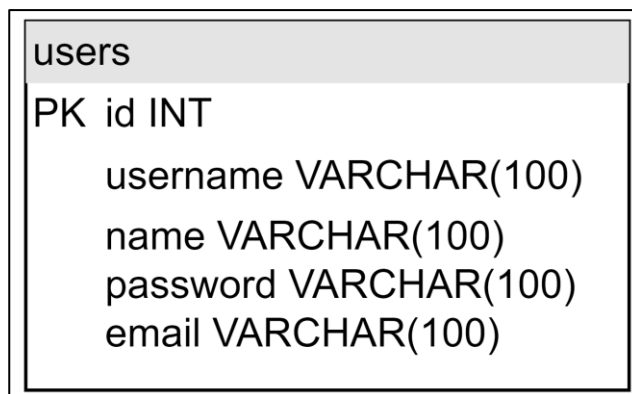 users
PK id INT
username VARCHAR(100)
name VARCHAR(100)
password VARCHAR(100)
email VARCHAR(100)